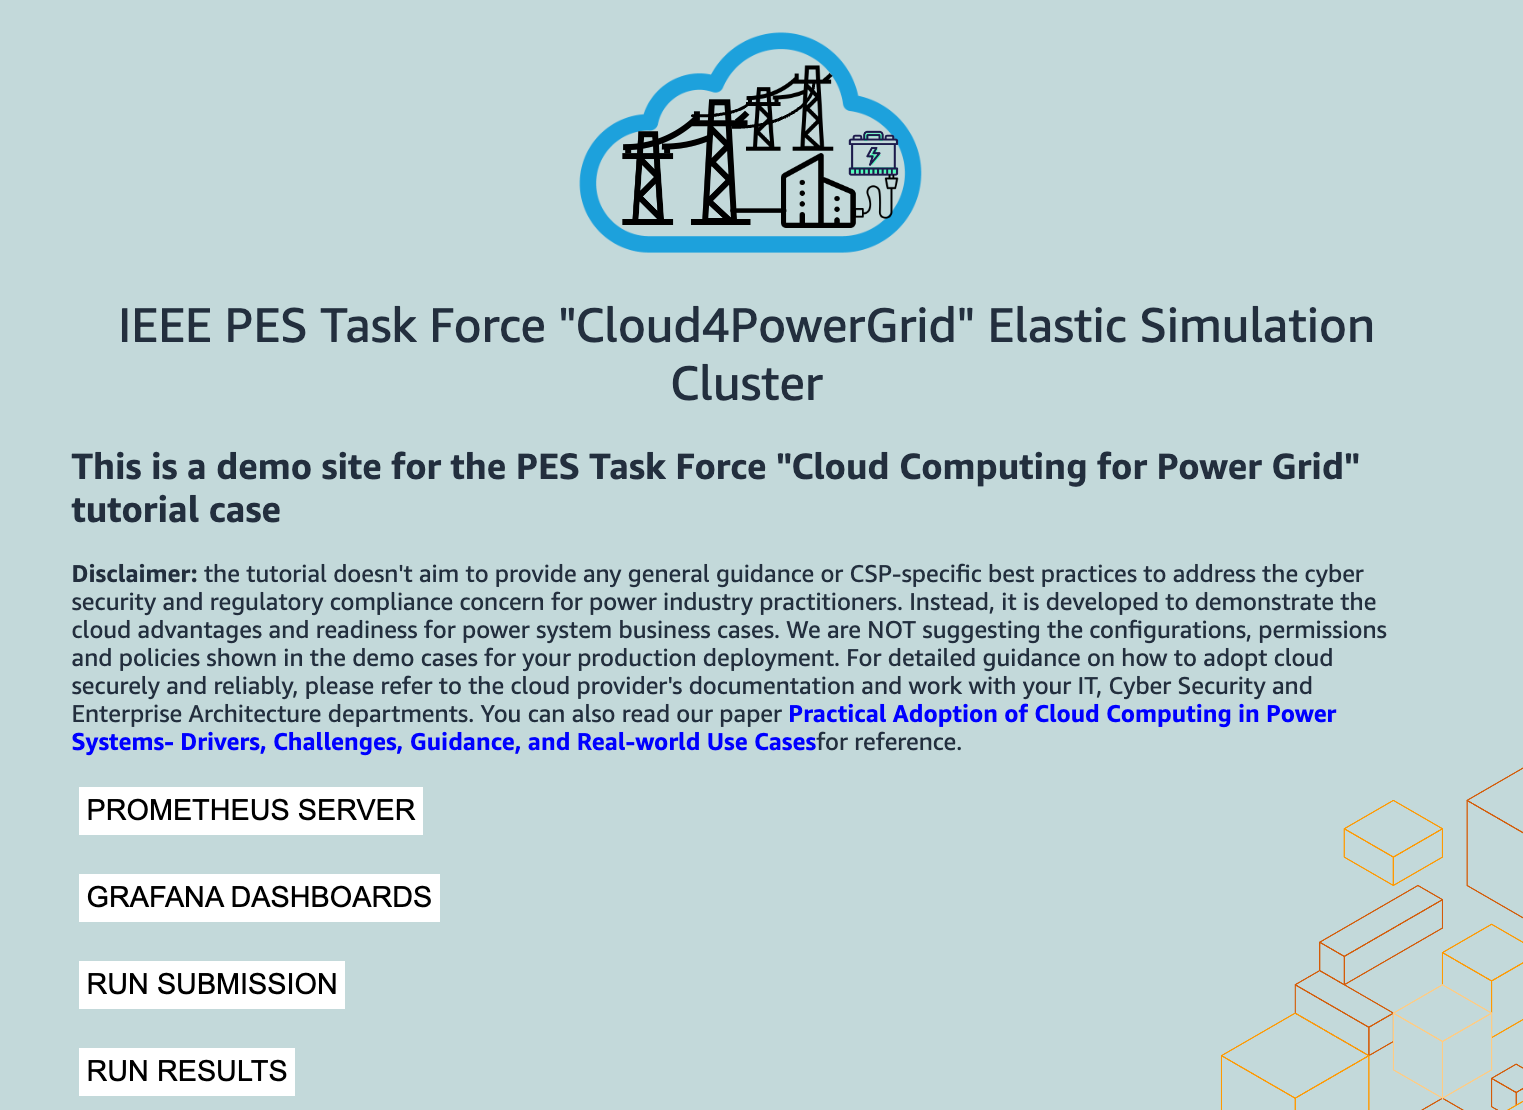 IEEE PES Task Force "Cloud4PowerGrid" Elastic Simulation
Cluster
This is a demo site for the PES Task Force "Cloud Computing for Power Grid"
tutorial case
Disclaimer: the tutorial doesn't aim to provide any general guidance or CSP-specific best practices to address the cyber
security and regulatory compliance concern for power industry practitioners. Instead, it is developed to demonstrate the
cloud advantages and readiness for power system business cases. We are NOT suggesting the configurations, permissions
and policies shown in the demo cases for your production deployment. For detailed guidance on how to adopt cloud
securely and reliably, please refer to the cloud provider's documentation and work with your IT, Cyber Security and
Enterprise Architecture departments. You can also read our paper Practical Adoption of Cloud Computing in Power
Systems- Drivers, Challenges, Guidance, and Real-world Use Casesfor reference.
PROMETHEUS SERVER
GRAFANA DASHBOARDS
RUN SUBMISSION
RUN RESULTS